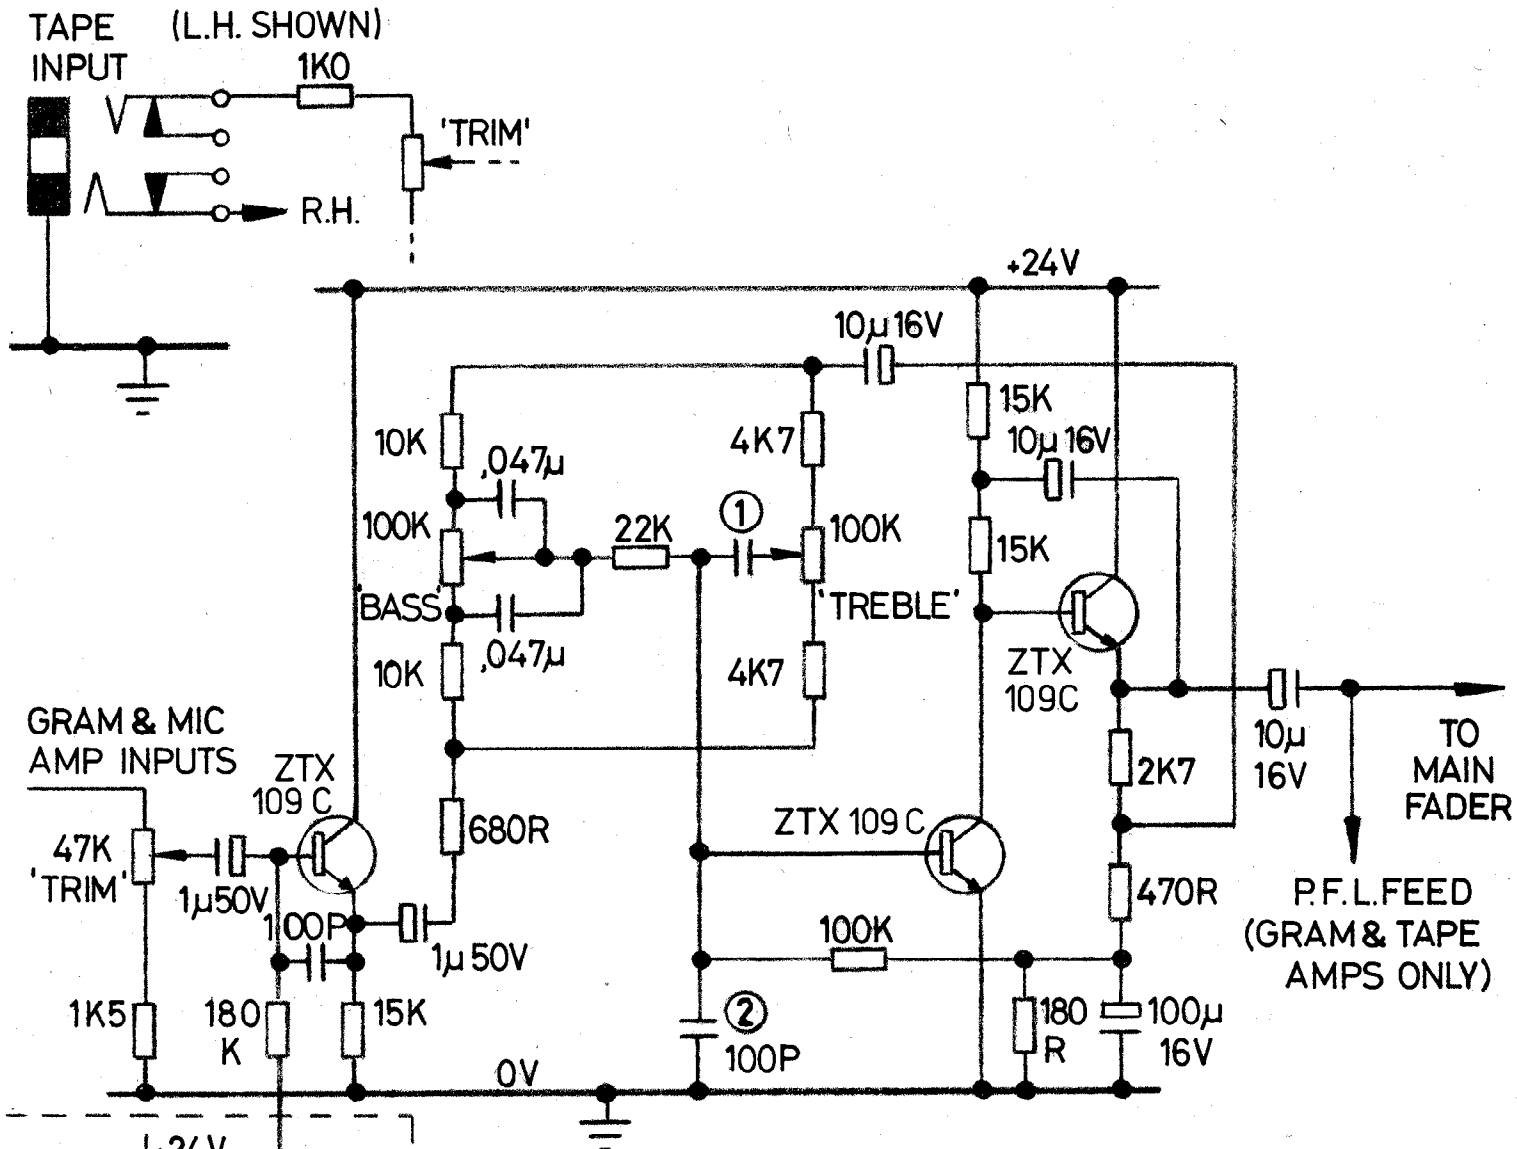 TAPE (L.H. SHOWN)
INPUT
1K0
'TRIM'
R.H.
+24V
10µ 16V
15K
10K
4K7
10µ 16V
.047µ
1
100K
22K
100K
15K
'BASS'
'TREBLE'
.047µ
ZTX
109C
10K
4K7
GRAM & MIC
AMP INPUTS
ZTX
109 C
10µ
16V
TO
MAIN
FADER
2K7
680R
ZTX 109 C
47K
'TRIM'
1µ50V
100P
470R
P.F.L. FEED
(GRAM & TAPE
AMPS ONLY)
100K
1µ 50V
1K5
180
K
15K
2
100P
180
R
100µ
16V
0V
+24V